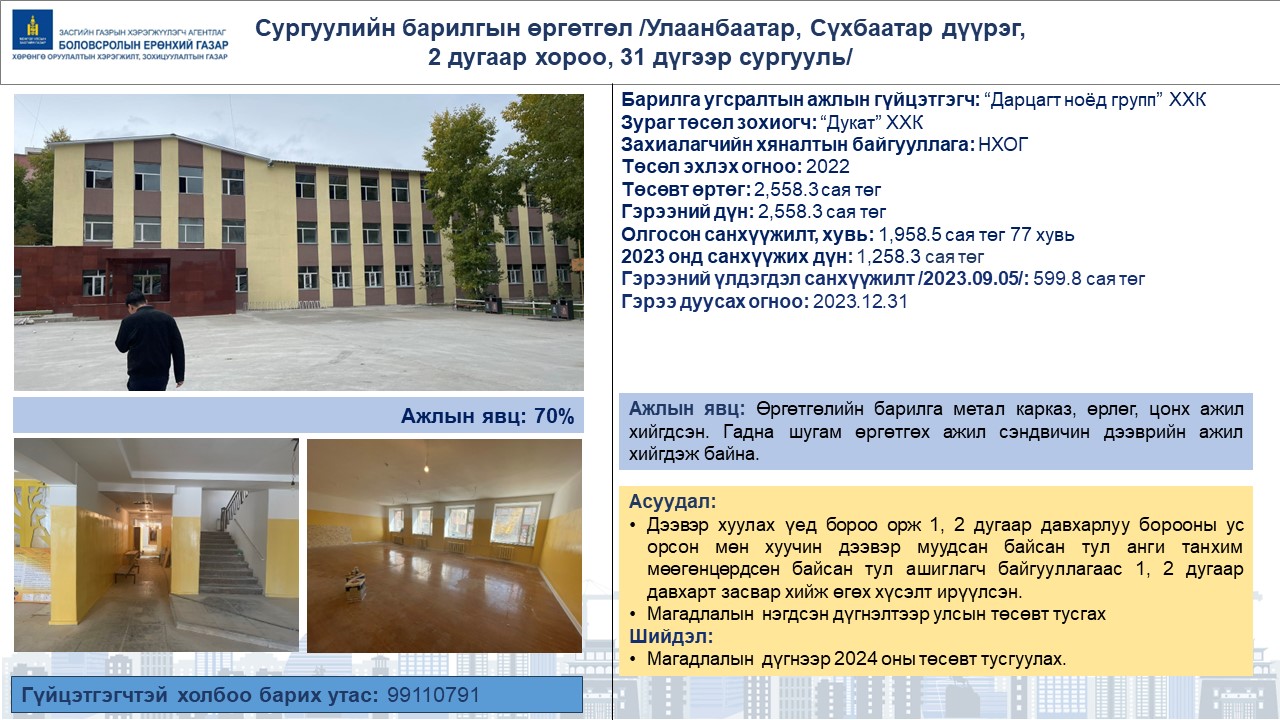 ЗАСГИЙН ГАЗРЫН ХЭРЭГЖҮҮЛЭГЧ АГЕНТЛАГ
БОЛОВСРОЛЫН ЕРӨНХИЙ ГАЗАР
ХӨРӨНГӨ ОРУУЛАЛТЫН ХЭРЭГЖИЛТ, ЗОХИЦУУЛАЛТЫН ГАЗАР
Сургуулийн барилгын өргөтгөл /Улаанбаатар, Сүхбаатар дүүрэг,
2 дугаар хороо, 31 дүгээр сургууль/
Барилга угсралтын ажлын гүйцэтгэгч: “Дарцагт ноёд групп” ХХК
Зураг төсөл зохиогч: “Дукат” ХХК
Захиалагчийн хяналтын байгууллага: НХОГ
Төсөл эхлэх огноо: 2022
Төсөвт өртөг: 2,558.3 сая төг
Гэрээний дүн: 2,558.3 сая төг
Олгосон санхүүжилт, хувь: 1,958.5 сая төг 77 хувь
2023 онд санхүүжих дүн: 1,258.3 сая төг
Гэрээний үлдэгдэл санхүүжилт /2023.09.05/: 599.8 сая төг
Гэрээ дуусах огноо: 2023.12.31
Ажлын явц: 70%
Ажлын явц: Өргөтгөлийн барилга метал карказ, өрлөг, цонх ажил
хийгдсэн. Гадна шугам өргөтгөх ажил сэндвичин дээврийн ажил
хийгдэж байна.
Асуудал:
• Дээвэр хуулах үед бороо орж 1, 2 дугаар давхарлуу борооны ус
орсон мөн хуучин дээвэр муудсан байсан тул анги танхим
мөөгөнцөрдсөн байсан тул ашиглагч байгууллагаас 1, 2 дугаар
давхарт засвар хийж өгөх хүсэлт ирүүлсэн.
• Магадлалын нэгдсэн дүгнэлтээр улсын төсөвт тусгах
Шийдэл:
• Магадлалын дүгнээр 2024 оны төсөвт тусгуулах.
Гүйцэтгэгчтэй холбоо барих утас: 99110791